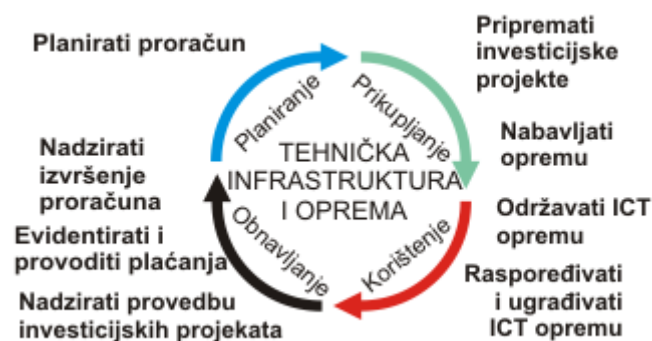 Planirati proračun
Pripremati
investicijske
projekte
Planiranje
Prikupljanje
Nabavljati
opremu
Nadzirati
izvršenje
proračuna
TEHNIČKA
INFRASTRUKTURA
I OPREMA
Održavati ICT
opremu
Evidentirati i
provoditi plaćanja
Obnavljanje
Korištenje
Raspoređivati
i ugrađivati
ICT opremu
Nadzirati provedbu
investicijskih projekata